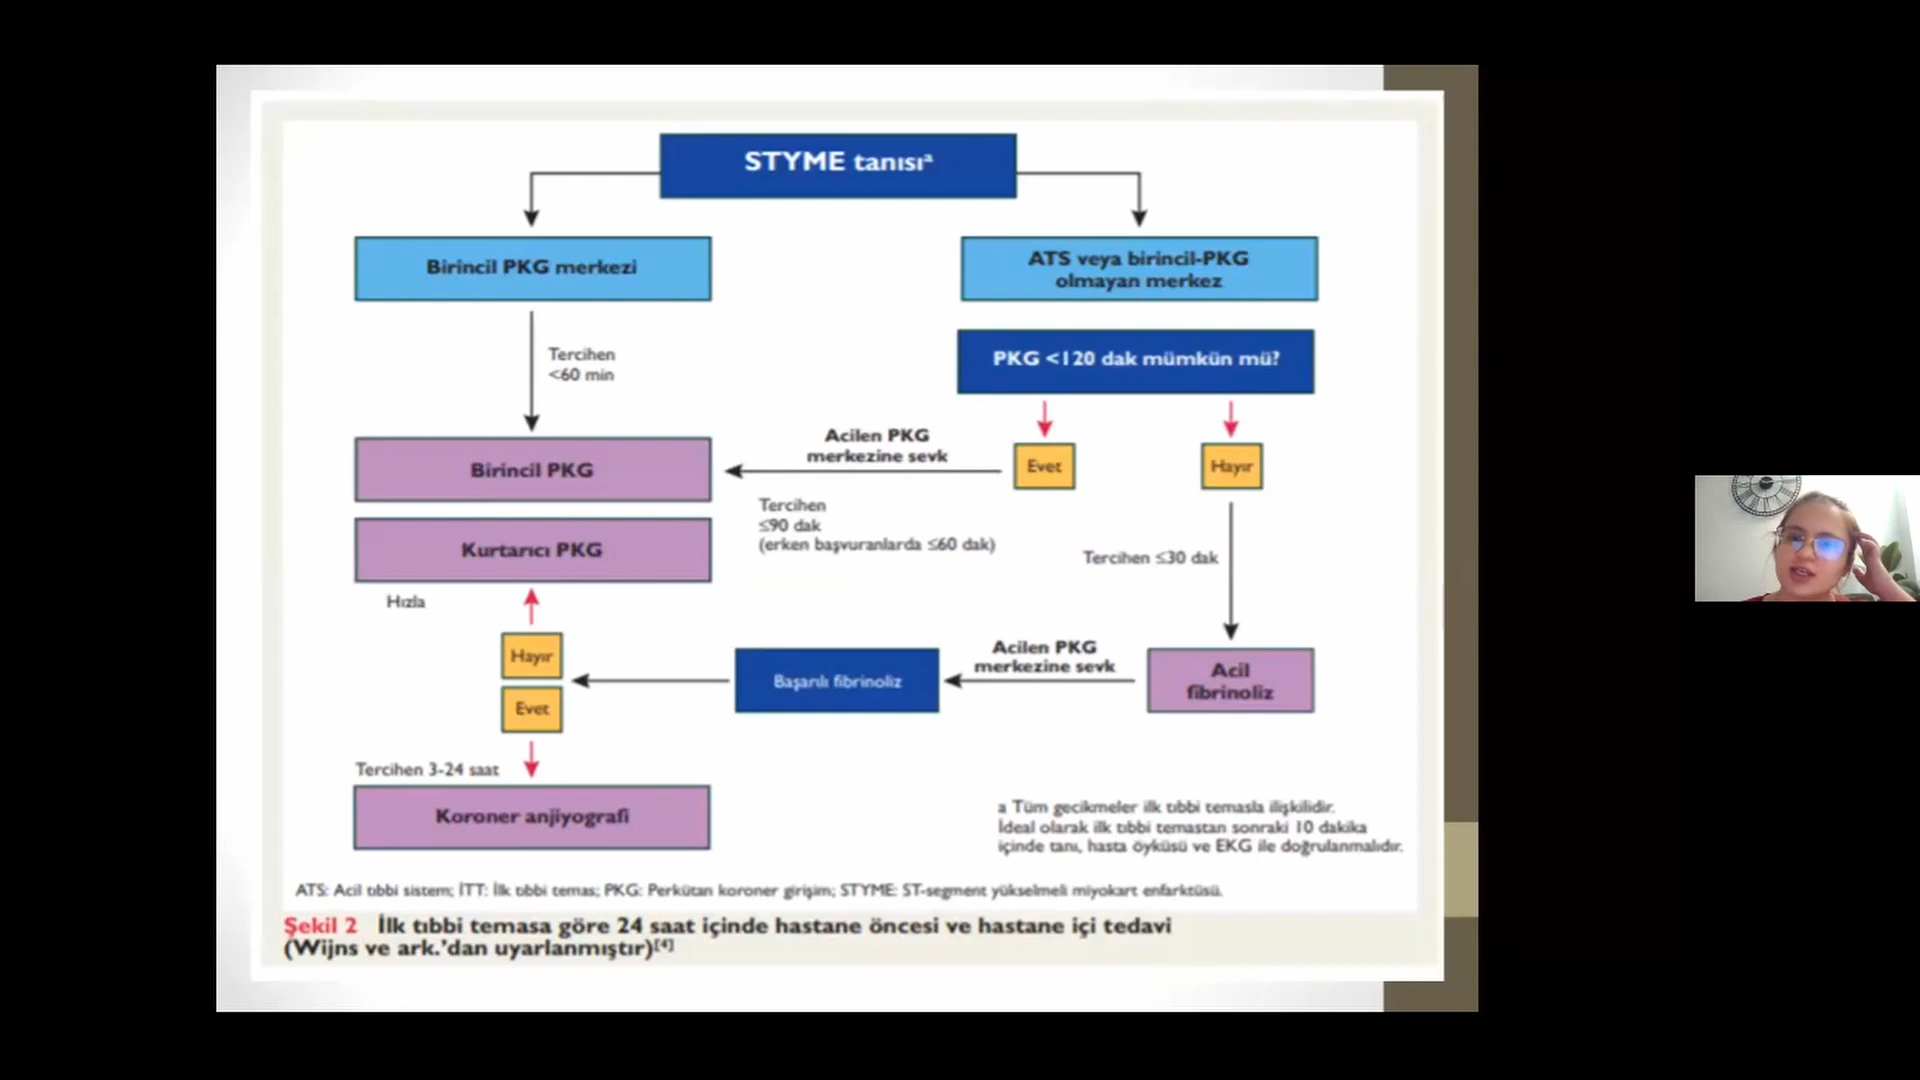 STYME tanısıᵃ
Birincil PKG merkezi
ATS veya birincil-PKG
olmayan merkez
PKG <120 dak mümkün mü?
Tercihen
<60 min
Evet
Hayır
Acilen PKG
merkezine sevk
Birincil PKG
Tercihen
≤90 dak
(erken başvuranlarda ≤60 dak)
Kurtarıcı PKG
Tercihen ≤30 dak
Hızla
Hayır
Evet
Başarılı fibrinoliz
Acilen PKG
merkezine sevk
Acil
fibrinoliz
Tercihen 3-24 saat
Koroner anjiyografi
a Tüm gecikmeler ilk tıbbi temasla ilişkilidir.
İdeal olarak ilk tıbbi temastan sonraki 10 dakika
içinde tanı, hasta öyküsü ve EKG ile doğrulanmalıdır.
ATS: Acil tıbbi sistem; İTT: İlk tıbbi temas; PKG: Perkütan koroner girişim; STYME: ST-segment yükselmeli miyokart enfarktüsü.
Şekil 2 İlk tıbbi temasa göre 24 saat içinde hastane öncesi ve hastane içi tedavi
(Wijns ve ark.'dan uyarlanmıştır)[4]